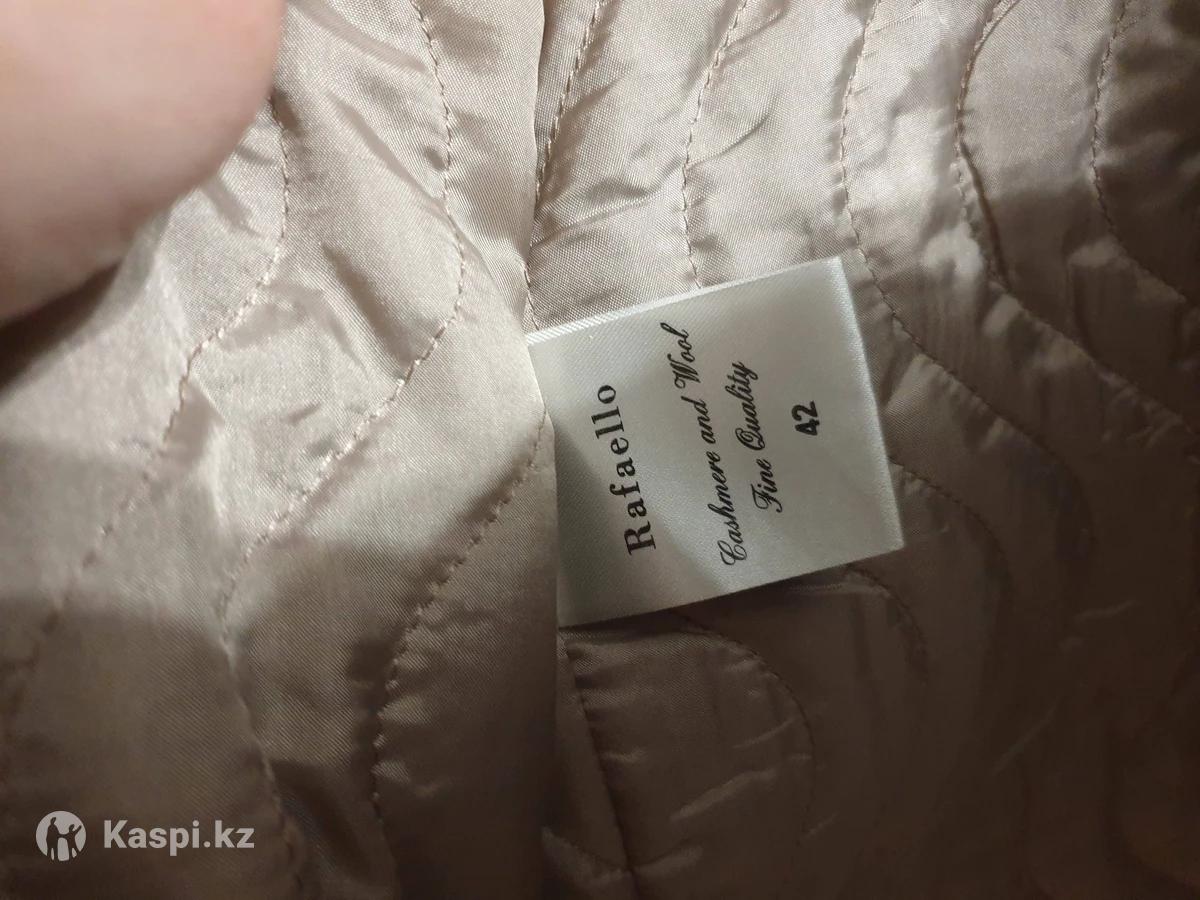 Rafaello
Cashmere and Wool
Fine Quality
42
Kaspi.kz